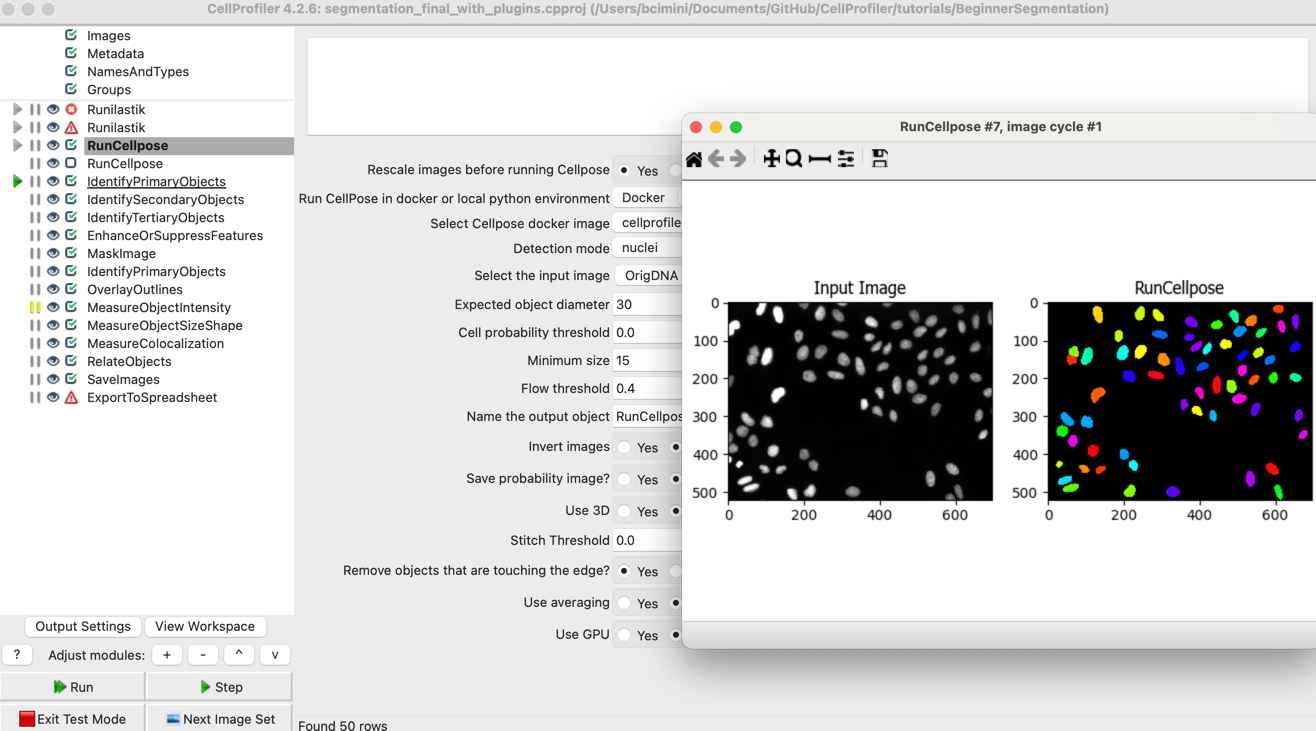 CellProfiler 4.2.6: segmentation_final_with_plugins.cpproj (/Users/bcimini/Documents/GitHub/CellProfiler/tutorials/BeginnerSegmentation)
Images
Metadata
NamesAndTypes
Groups
Runilastik
Runilastik
RunCellpose
RunCellpose
IdentifyPrimaryObjects
IdentifySecondaryObjects
IdentifyTertiaryObjects
EnhanceOrSuppressFeatures
MaskImage
IdentifyPrimaryObjects
OverlayOutlines
MeasureObjectIntensity
MeasureObjectSizeShape
MeasureColocalization
RelateObjects
SaveImages
ExportToSpreadsheet
Output Settings View Workspace
? Adjust modules: + - ^ v
Run Step
Exit Test Mode Next Image Set
Rescale images before running Cellpose Yes
Run CellPose in docker or local python environment Docker
Select Cellpose docker image cellprofile
Detection mode nuclei
Select the input image OrigDNA
Expected object diameter 30
Cell probability threshold 0.0
Minimum size 15
Flow threshold 0.4
Name the output object RunCellpos
Invert images Yes
Save probability image? Yes
Use 3D Yes
Stitch Threshold 0.0
Remove objects that are touching the edge? Yes
Use averaging Yes
Use GPU Yes
Found 50 rows
RunCellpose #7, image cycle #1
Input Image
0
100
200
300
400
500
0 200 400 600
RunCellpose
0
100
200
300
400
500
0 200 400 600